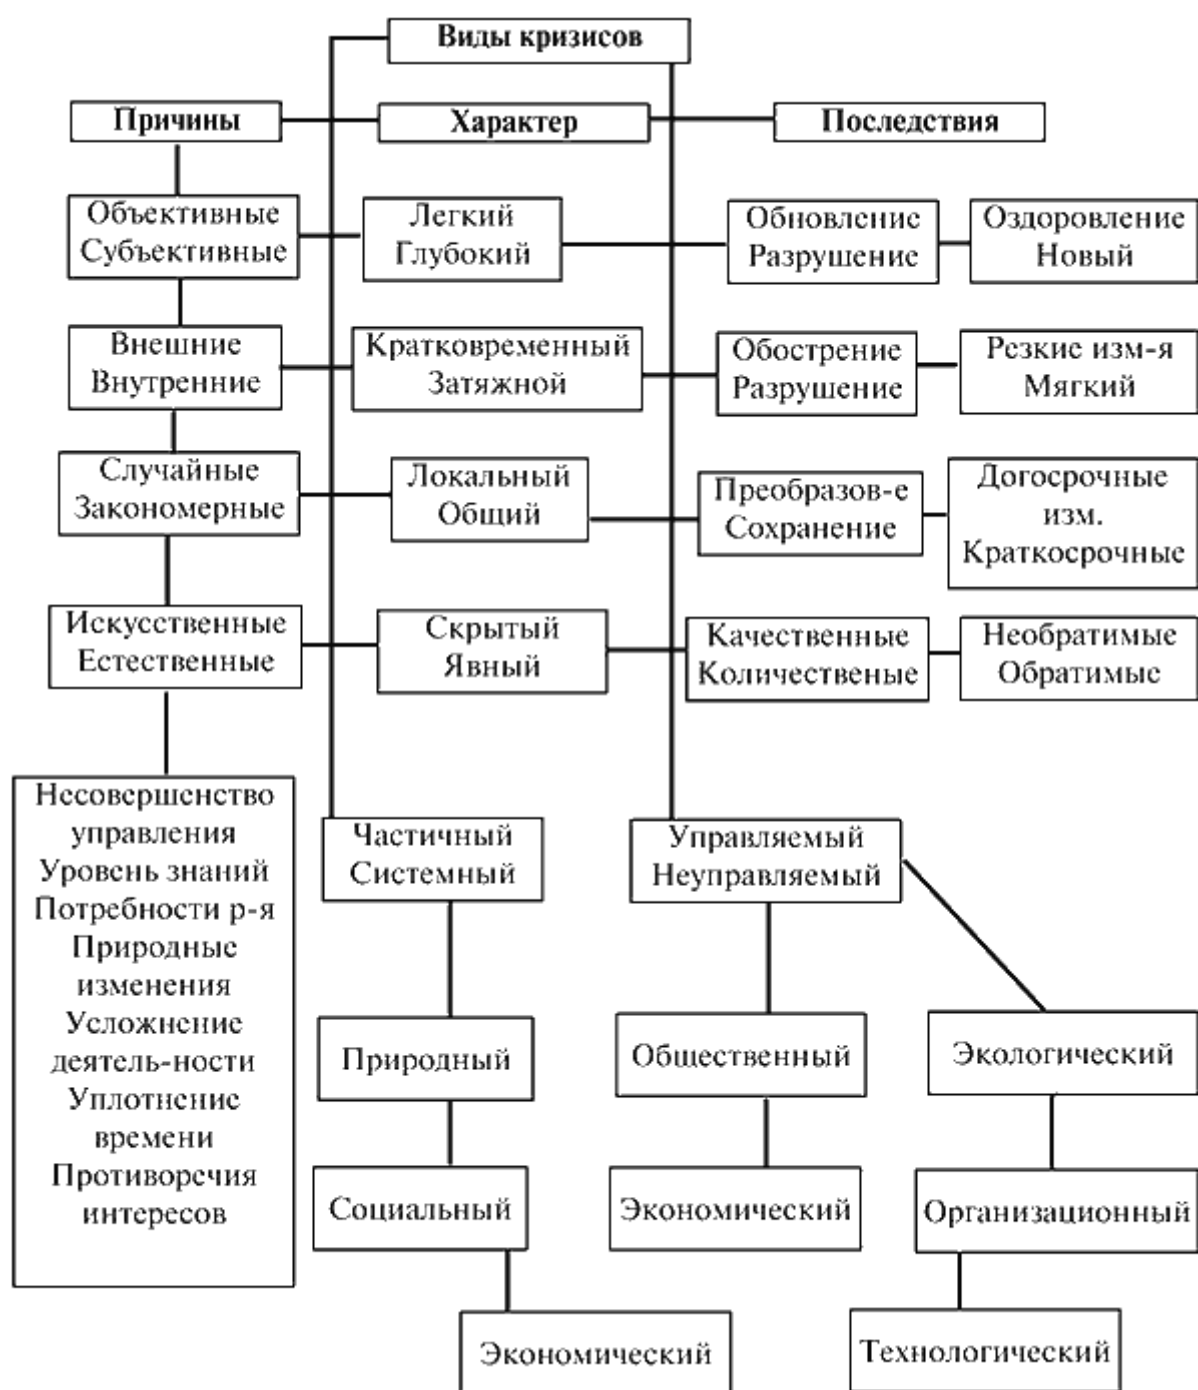 Виды кризисов
Причины
Характер
Последствия
Объективные
Субъективные
Легкий
Глубокий
Обновление
Разрушение
Оздоровление
Новый
Внешние
Внутренние
Кратковременный
Затяжной
Обострение
Разрушение
Резкие изм-я
Мягкий
Случайные
Закономерные
Локальный
Общий
Преобразов-е
Сохранение
Догосрочные
изм.
Краткосрочные
Искусственные
Естественные
Скрытый
Явный
Качественные
Количественые
Необратимые
Обратимые
Несовершенство
управления
Уровень знаний
Потребности р-я
Природные
изменения
Усложнение
деятель-ности
Уплотнение
времени
Противоречия
интересов
Частичный
Системный
Управляемый
Неуправляемый
Природный
Общественный
Экологический
Социальный
Экономический
Организационный
Экономический
Технологический